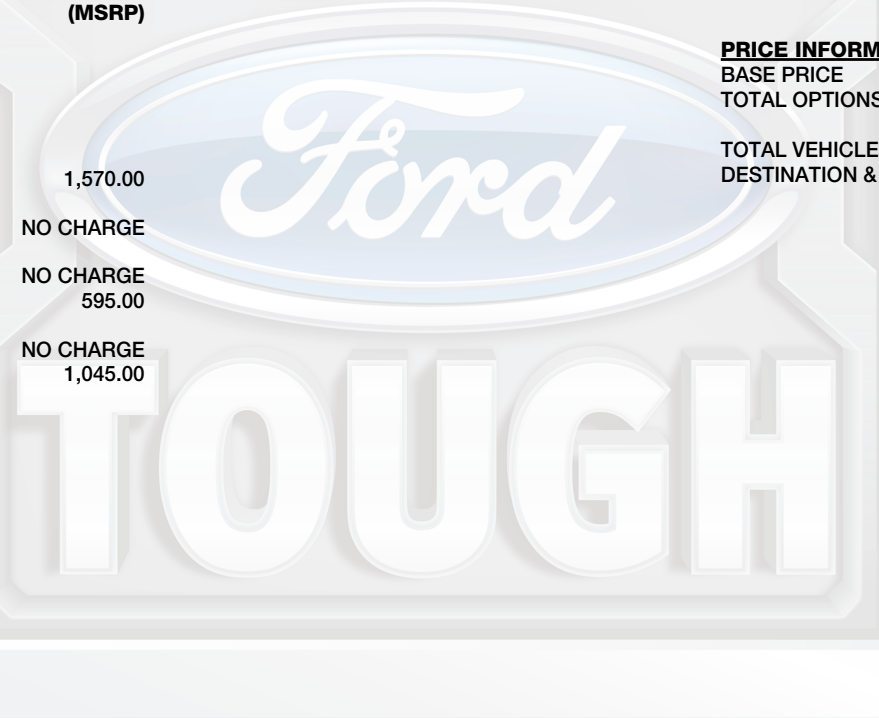 (MSRP)
1,570.00
NO CHARGE
NO CHARGE
595.00
NO CHARGE
1,045.00
PRICE INFORM
BASE PRICE
TOTAL OPTIONS
TOTAL VEHICLE
DESTINATION &
Ford
TOUGH